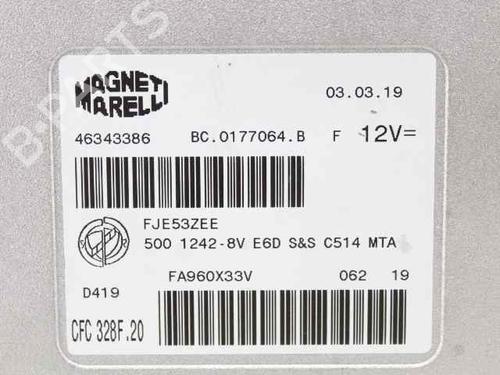 MAGNETI
MARELLI
03.03.19
46343386 BC.0177064.B F 12V=
FJE53ZEE
500 1242-8V E6D S&S C514 MTA
FA960X33V 062 19
D419
CFC 328F.20
B-PARTS